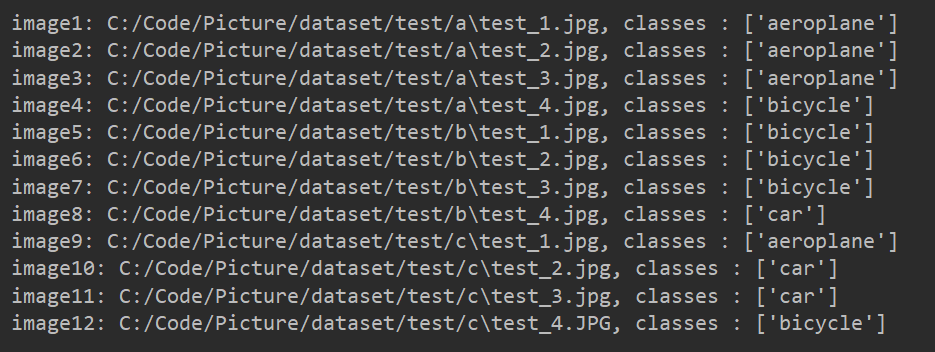 image1: C:/Code/Picture/dataset/test/a\test_1.jpg, classes : ['aeroplane']
image2: C:/Code/Picture/dataset/test/a\test_2.jpg, classes : ['aeroplane']
image3: C:/Code/Picture/dataset/test/a\test_3.jpg, classes : ['aeroplane']
image4: C:/Code/Picture/dataset/test/a\test_4.jpg, classes : ['bicycle']
image5: C:/Code/Picture/dataset/test/b\test_1.jpg, classes : ['bicycle']
image6: C:/Code/Picture/dataset/test/b\test_2.jpg, classes : ['bicycle']
image7: C:/Code/Picture/dataset/test/b\test_3.jpg, classes : ['bicycle']
image8: C:/Code/Picture/dataset/test/b\test_4.jpg, classes : ['car']
image9: C:/Code/Picture/dataset/test/c\test_1.jpg, classes : ['aeroplane']
image10: C:/Code/Picture/dataset/test/c\test_2.jpg, classes : ['car']
image11: C:/Code/Picture/dataset/test/c\test_3.jpg, classes : ['car']
image12: C:/Code/Picture/dataset/test/c\test_4.JPG, classes : ['bicycle']